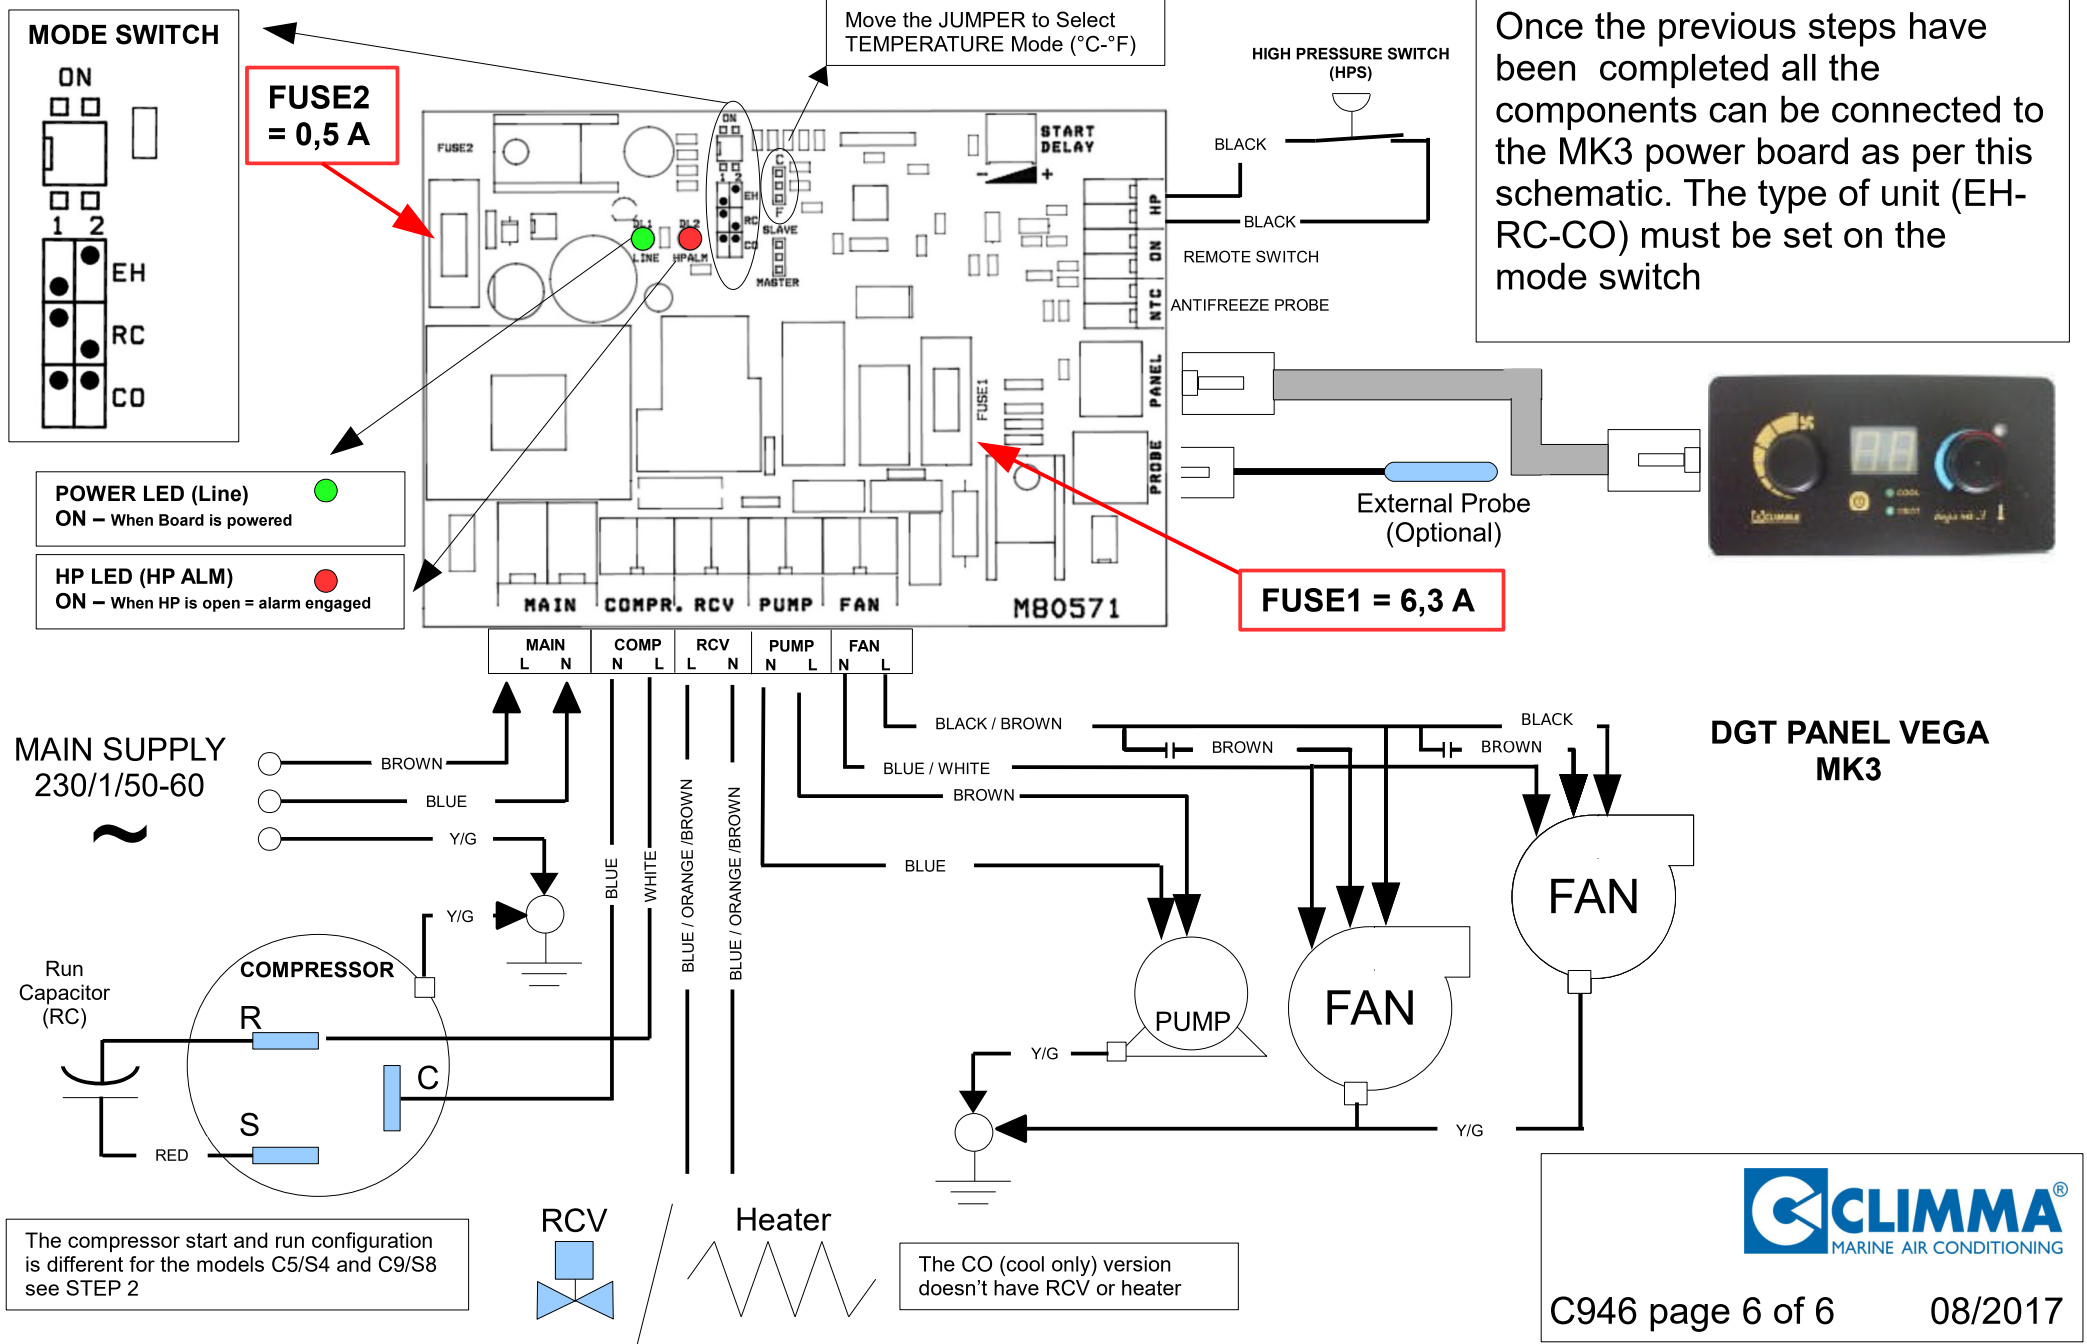 MODE SWITCH
ON
1 2
EH
RC
CO
FUSE2
= 0,5 A
Move the JUMPER to Select
TEMPERATURE Mode (°C-°F)
HIGH PRESSURE SWITCH
(HPS)
Once the previous steps have
been completed all the
components can be connected to
the MK3 power board as per this
schematic. The type of unit (EH-
RC-CO) must be set on the
mode switch
FUSE2
ON
1 2
EH
RC
CO
C
F
SLAVE
MASTER
DL1
LINE
DL2
HPALM
START
DELAY
- +
HP
ON
NTC
PANEL
PROBE
FUSE1
BLACK
BLACK
REMOTE SWITCH
ANTIFREEZE PROBE
External Probe
(Optional)
COOL
CLIMMA
POWER LED (Line)
ON – When Board is powered
HP LED (HP ALM)
ON – When HP is open = alarm engaged
FUSE1 = 6,3 A
MAIN COMPR. RCV PUMP FAN
M80571
MAIN COMP RCV PUMP FAN
L N N L L N N L N L
MAIN SUPPLY
230/1/50-60
~
BROWN
BLUE
Y/G
Y/G
BLUE
WHITE
BLUE / ORANGE /BROWN
BLUE / ORANGE /BROWN
BLACK / BROWN
BLACK
BROWN
BROWN
BLUE / WHITE
BROWN
BLUE
DGT PANEL VEGA
MK3
FAN
FAN
PUMP
Y/G
Y/G
Run
Capacitor
(RC)
COMPRESSOR
R
C
S
RED
The compressor start and run configuration
is different for the models C5/S4 and C9/S8
see STEP 2
RCV
Heater
The CO (cool only) version
doesn't have RCV or heater
CLIMMA®
MARINE AIR CONDITIONING
C946 page 6 of 6 08/2017